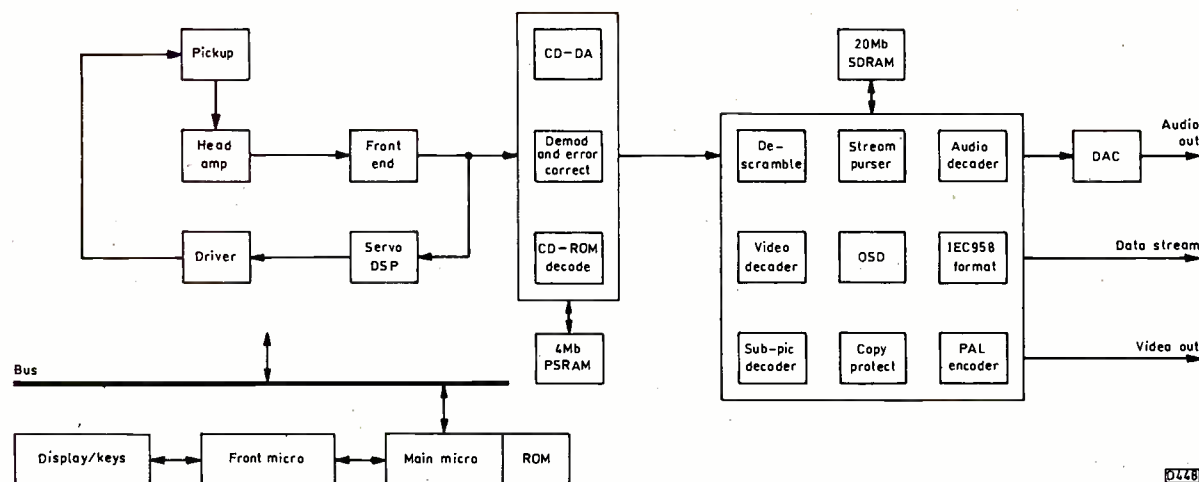 Pickup
Head
amp
Front
end
Driver
Servo
DSP
CD-DA
Demod
and error
correct
CD-ROM
decode
4Mb
PSRAM
20Mb
SDRAM
De-
scramble
Stream
purser
Audio
decoder
Video
decoder
OSD
IEC958
format
Sub-pic
decoder
Copy
protect
PAL
encoder
DAC
Audio
out
Data stream
Video out
Bus
Display/keys
Front micro
Main micro
ROM
D448